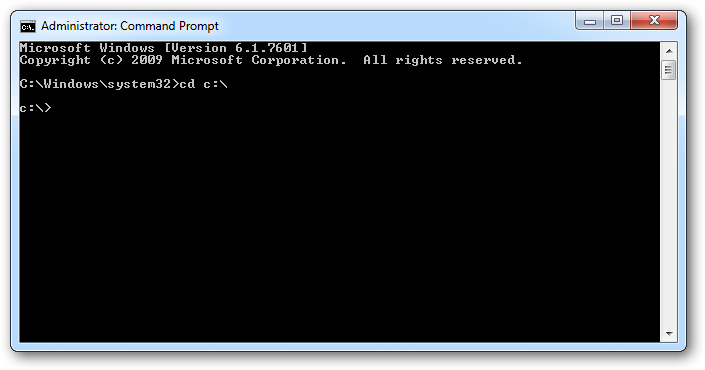 Administrator: Command Prompt
Microsoft Windows [Version 6.1.7601]
Copyright (c) 2009 Microsoft Corporation.  All rights reserved.
C:\Windows\system32>cd c:\
c:\>